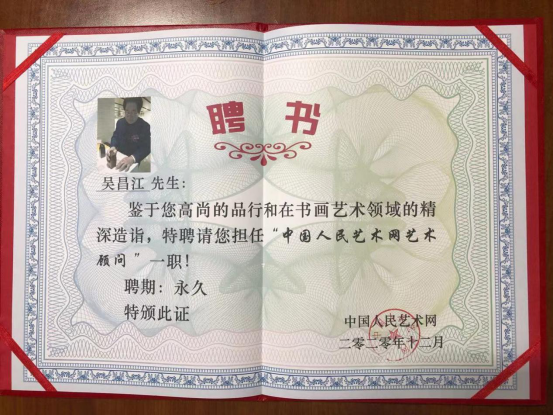 聘书
吴昌江 先生：
鉴于您高尚的品行和在书画艺术领域的精
深造诣，特聘请您担任“中国人民艺术网艺术
顾问”一职！
聘期：永久
特颁此证
中国人民艺术网
二零二零年十二月